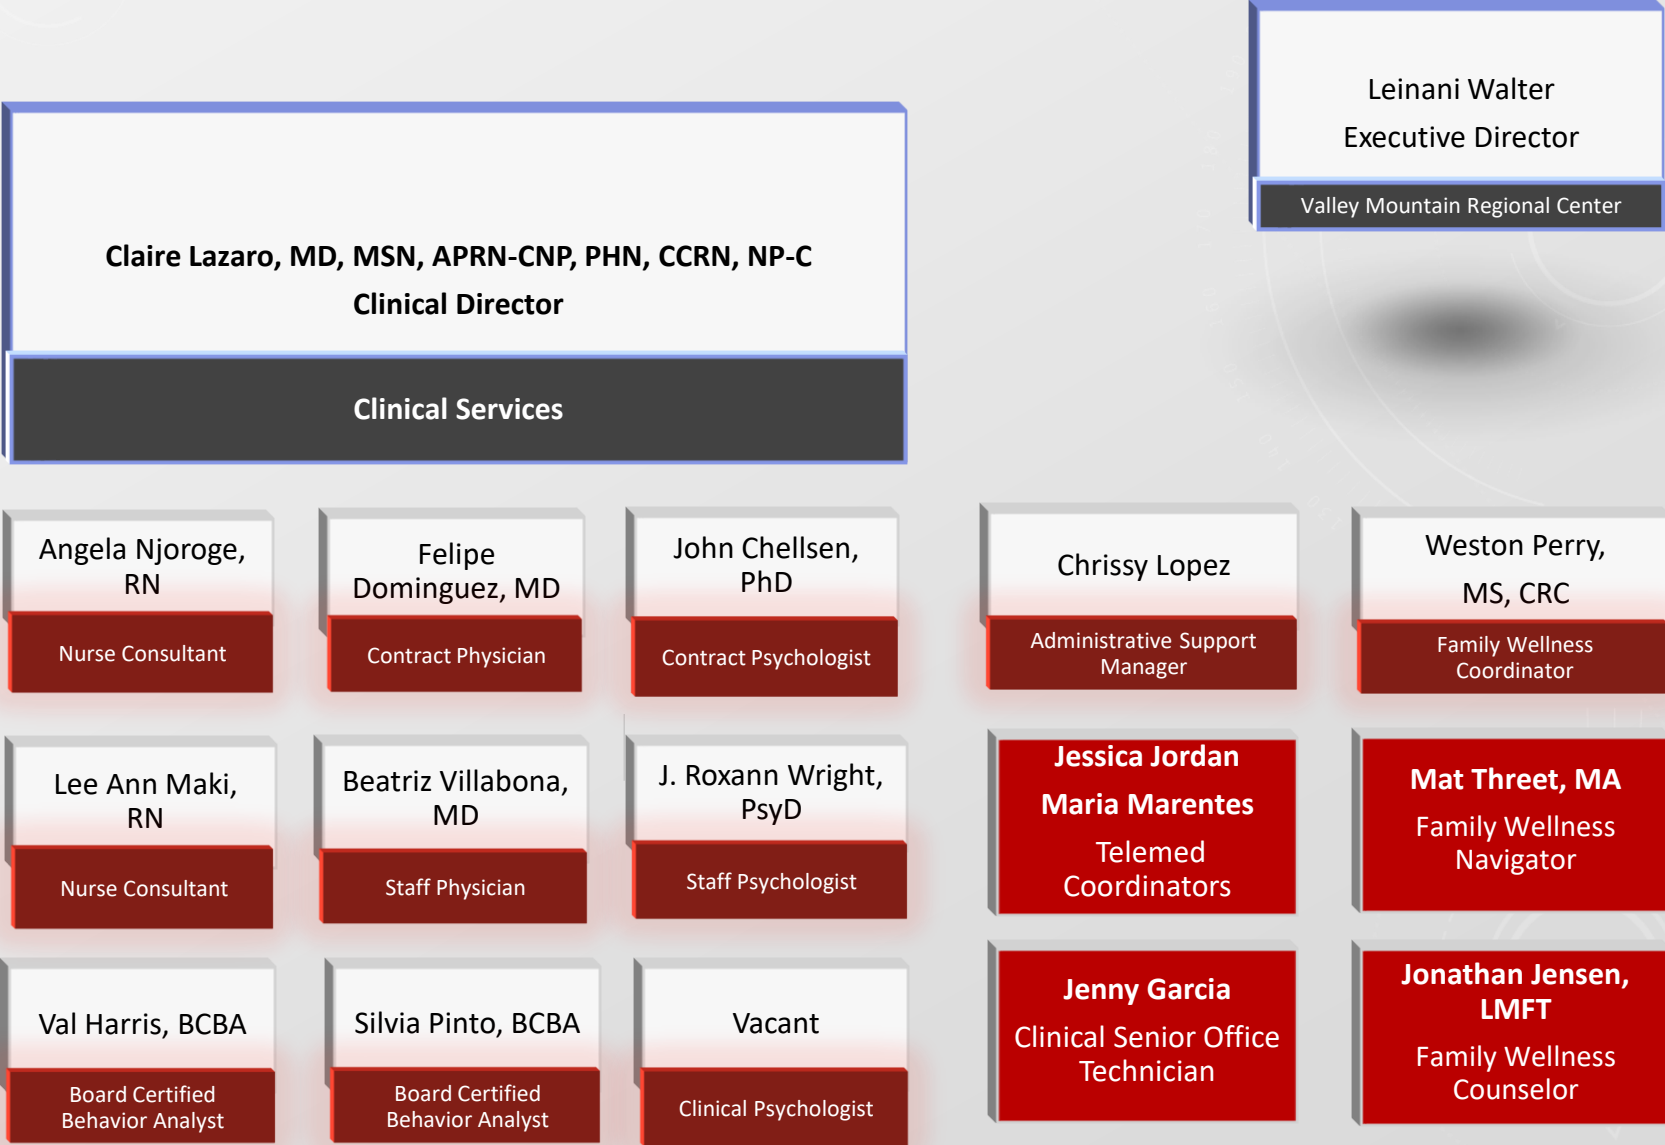 Leinani Walter
Executive Director
Valley Mountain Regional Center
Claire Lazaro, MD, MSN, APRN-CNP, PHN, CCRN, NP-C
Clinical Director
Clinical Services
Angela Njoroge,
RN
Nurse Consultant
Felipe
Dominguez, MD
Contract Physician
John Chellsen,
PhD
Contract Psychologist
Chrissy Lopez
Administrative Support
Manager
Weston Perry,
MS, CRC
Family Wellness
Coordinator
Lee Ann Maki,
RN
Nurse Consultant
Beatriz Villabona,
MD
Staff Physician
J. Roxann Wright,
PsyD
Staff Psychologist
Jessica Jordan
Maria Marentes
Telemed
Coordinators
Mat Threet, MA
Family Wellness
Navigator
Val Harris, BCBA
Board Certified
Behavior Analyst
Silvia Pinto, BCBA
Board Certified
Behavior Analyst
Vacant
Clinical Psychologist
Jenny Garcia
Clinical Senior Office
Technician
Jonathan Jensen,
LMFT
Family Wellness
Counselor